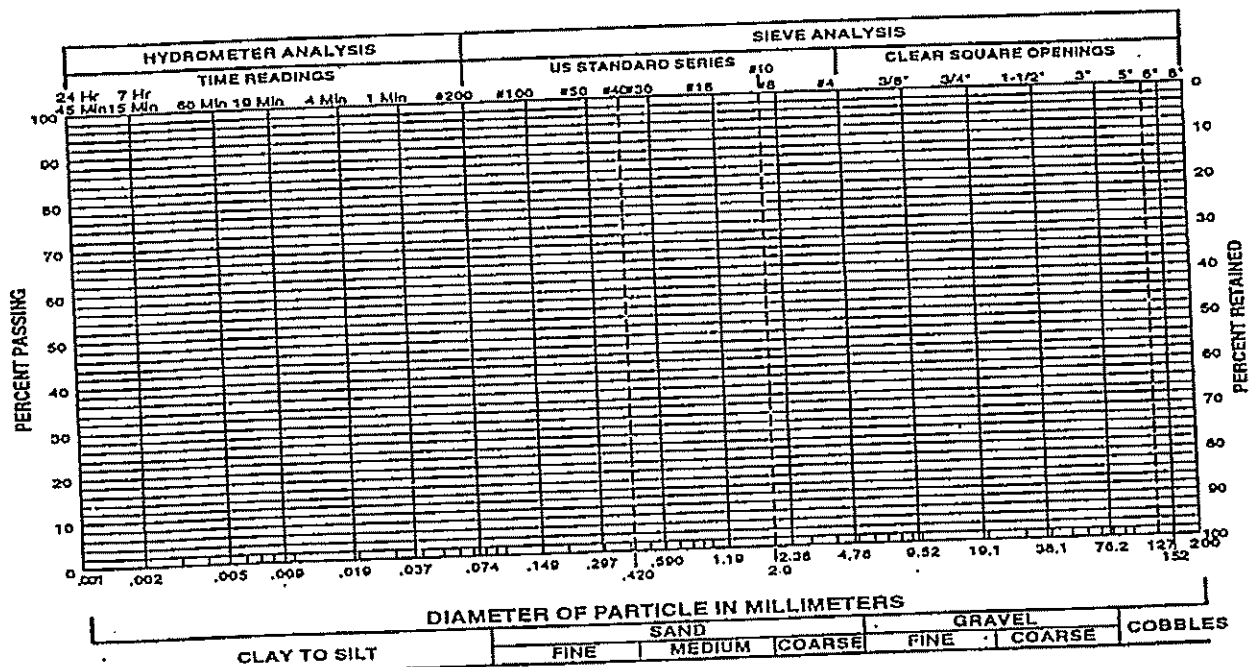 HYDROMETER ANALYSIS SIEVE ANALYSIS
TIME READINGS US STANDARD SERIES CLEAR SQUARE OPENINGS
24 Hr 7 Hr #10
45 Min 15 Min 60 Min 19 Min 4 Min 1 Min #200 #100 #50 #40 #30 #16 #8 #4 3/8" 3/4" 1-1/2" 3" 5" 6" 8"
100 0
90 10
80 20
70 30
60 40
50 50
40 60
30 70
20 80
10 90
0 100
PERCENT PASSING
PERCENT RETAINED
.001 .002 .005 .009 .019 .037 .074 .149 .297 .590 1.19 2.38 4.76 9.52 19.1 38.1 76.2 127 200
.420 2.0 152
DIAMETER OF PARTICLE IN MILLIMETERS
CLAY TO SILT SAND GRAVEL COBBLES
FINE MEDIUM COARSE FINE COARSE